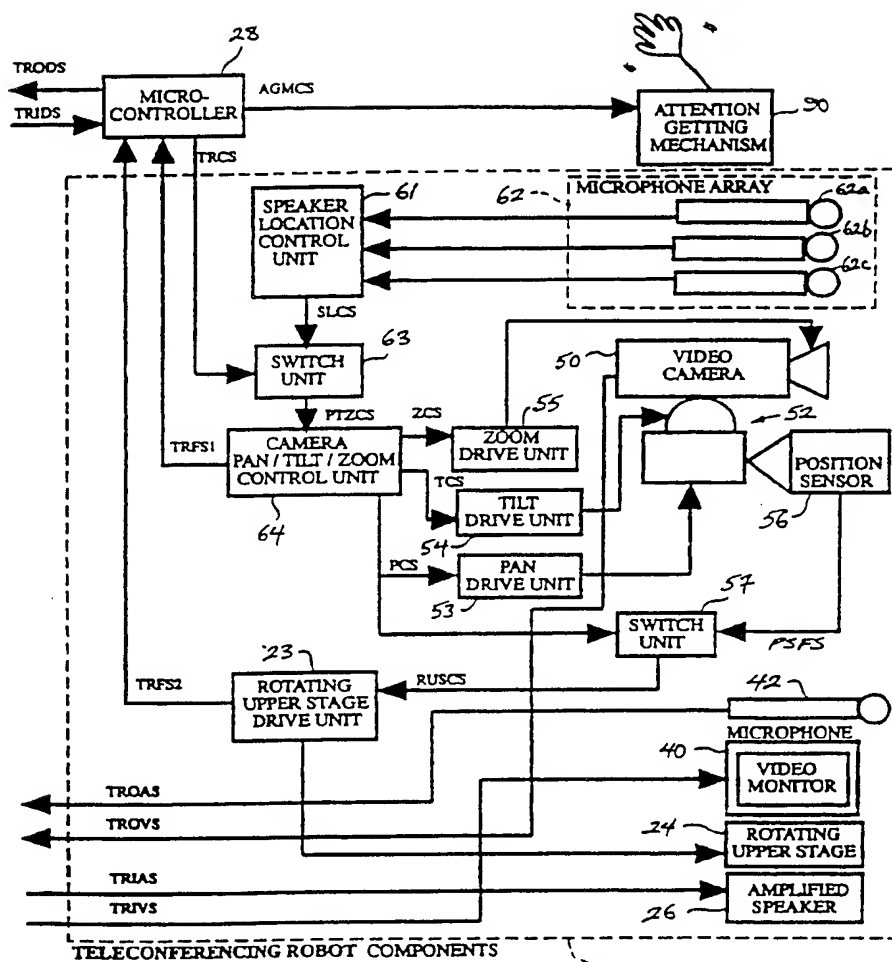 28
TRODS
TRIDS
MICRO-
CONTROLLER
AGMCS
ATTENTION
GETTING
MECHANISM
90
TRCS
61
62
MICROPHONE ARRAY
62a
62b
62c
SPEAKER
LOCATION
CONTROL
UNIT
SLCS
63
SWITCH
UNIT
50
VIDEO
CAMERA
PTZCS
ZCS
55
52
TRFS1
CAMERA
PAN / TILT / ZOOM
CONTROL UNIT
ZOOM
DRIVE UNIT
POSITION
SENSOR
56
TCS
TILT
DRIVE UNIT
54
64
PCS
PAN
DRIVE UNIT
53
57
SWITCH
UNIT
PSFS
23
TRFS2
ROTATING
UPPER STAGE
DRIVE UNIT
RUSCS
42
MICROPHONE
40
VIDEO
MONITOR
TROAS
TROVS
24
ROTATING
UPPER STAGE
TRIAS
TRIVS
26
AMPLIFIED
SPEAKER
TELECONFERENCING ROBOT COMPONENTS